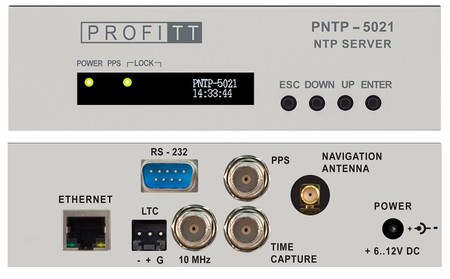 PROFITT
PNTP - 5021
NTP SERVER
POWER PPS LOCK
PNTP-5021
14:33:44
ESC DOWN UP ENTER
RS - 232
PPS
NAVIGATION
ANTENNA
ETHERNET
LTC
POWER
- + G
10 MHz
TIME
CAPTURE
+ -
+ 6..12V DC